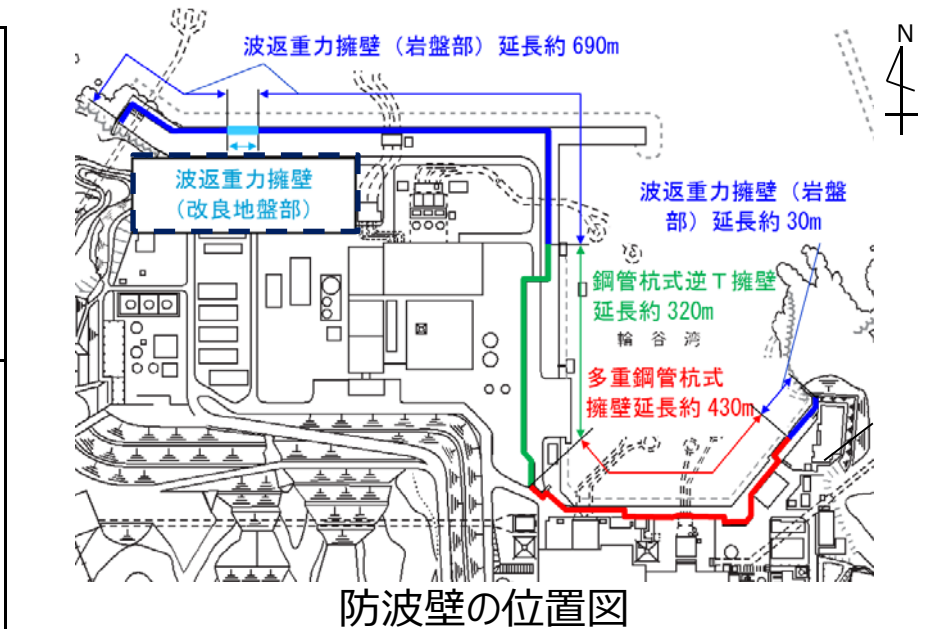 波返重力擁壁（岩盤部）延長約 690m
N
波返重力擁壁
（改良地盤部）
波返重力擁壁（岩盤
部）延長約 30m
鋼管杭式逆Ｔ擁壁
延長約 320m
輪谷湾
多重鋼管杭式
擁壁延長約 430m
防波壁の位置図